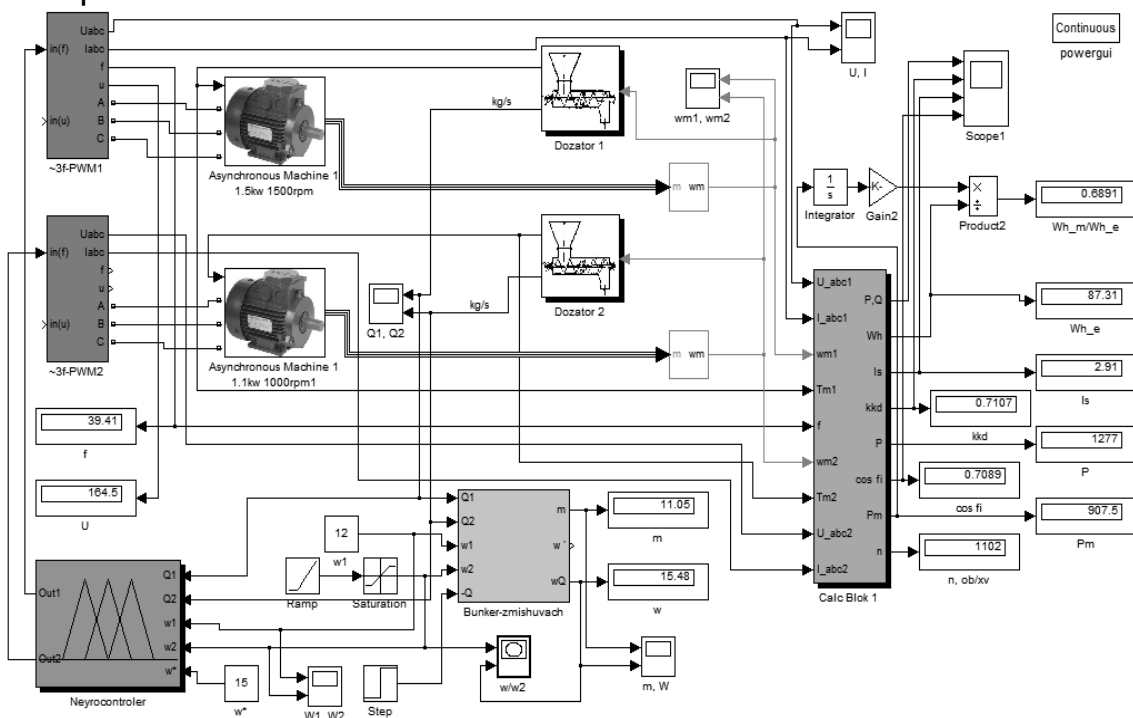 Uabc
Iabc
in(f)
f
u
A
in(u)
B
C
~3f-PWM1
Asynchronous Machine 1
1.5kw 1500rpm
kg/s
Dozator 1
wm1, wm2
U, I
Continuous
powergui
Scope1
m
wm
1
s
Integrator
K-
Gain2
×
÷
Product2
0.6891
Wh_m/Wh_e
Uabc
Iabc
in(f)
f
u
A
in(u)
B
C
~3f-PWM2
Asynchronous Machine 1
1.1kw 1000rpm1
Q1, Q2
kg/s
Dozator 2
m
wm
U_abc1
I_abc1
wm1
Tm1
f
wm2
Tm2
U_abc2
I_abc2
P,Q
Wh
Is
kkd
P
cos fi
Pm
n
Calc Blok 1
87.31
Wh_e
2.91
Is
0.7107
kkd
1277
P
0.7089
cos fi
907.5
Pm
1102
n, ob/xv
39.41
f
164.5
U
12
w1
Ramp
Saturation
Q1
Q2
w1
w2
-Q
m
w '
wQ
Bunker-zmishuvach
11.05
m
15.48
w
Out1
Out2
Q1
Q2
w1
w2
w*
Neyrocontroler
15
w*
W1, W2
Step
w/w2
m, W